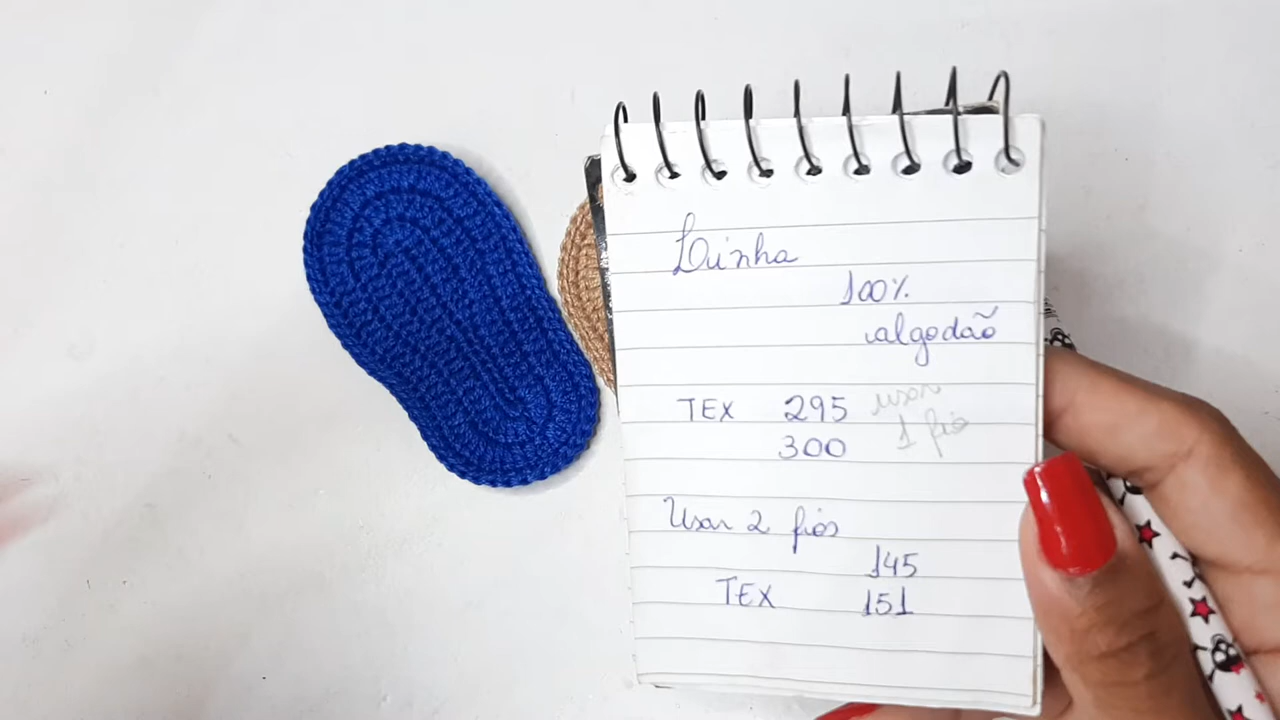 Linha
100%
algodão
TEX 295 usar
300 1 fio
Usar 2 fios
145
TEX 151